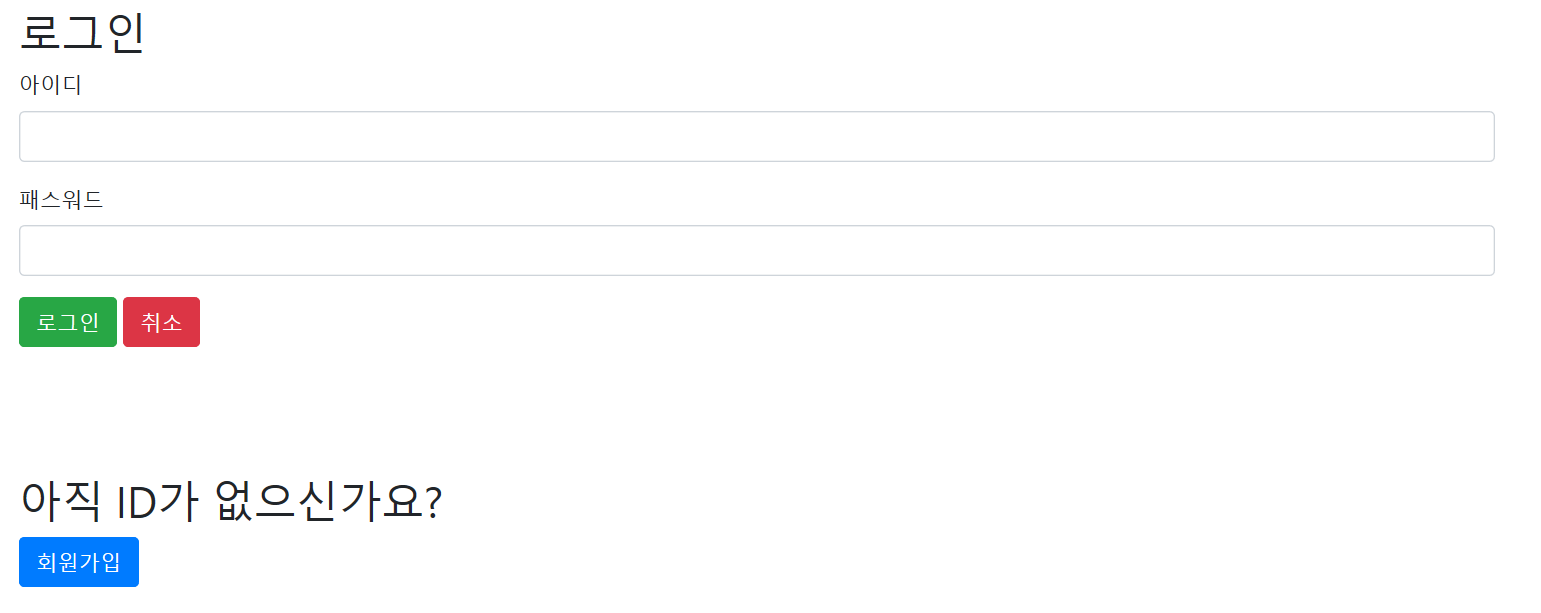 로그인
아이디
패스워드
로그인 취소
아직 ID가 없으신가요?
회원가입